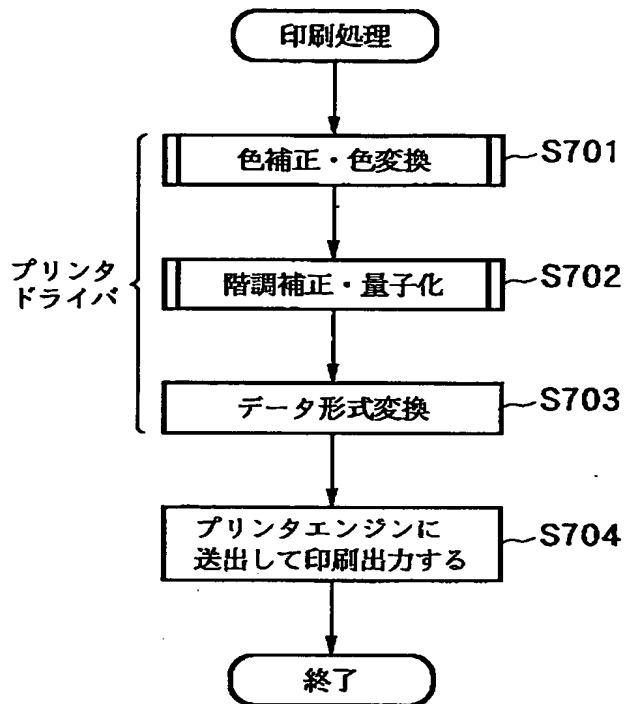 印刷処理
色補正・色変換
S701
プリンタ
ドライバ
階調補正・量子化
S702
データ形式変換
S703
プリンタエンジンに
送出して印刷出力する
S704
終了